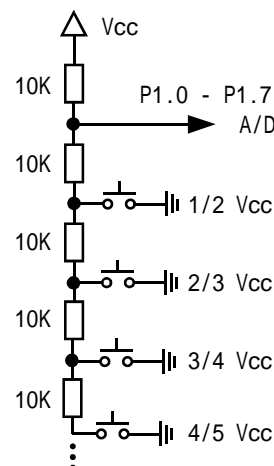 Vcc
10K
P1.0 - P1.7
A/D
10K
1/2 Vcc
10K
2/3 Vcc
10K
3/4 Vcc
10K
4/5 Vcc